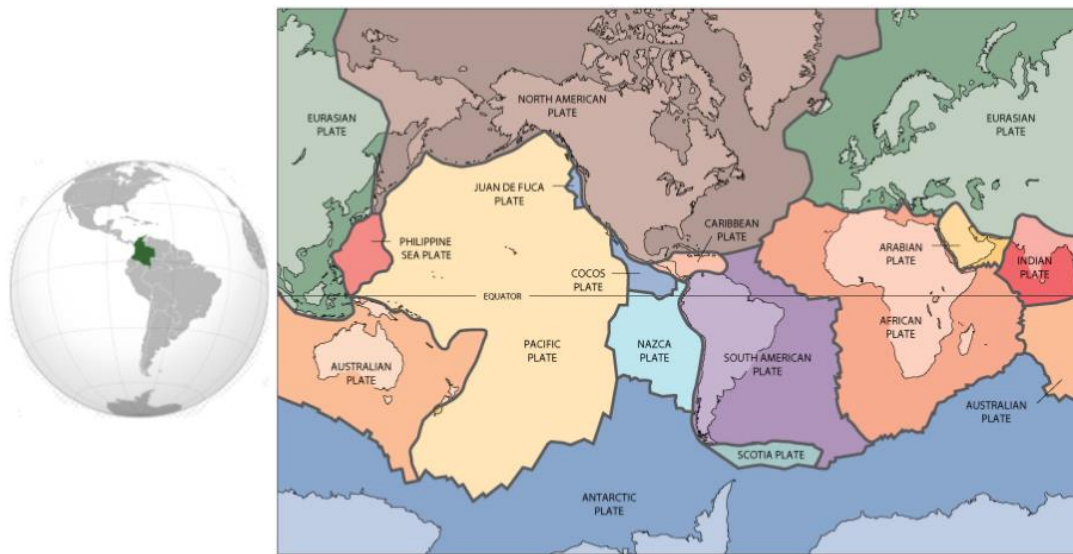 NORTH AMERICAN
PLATE
EURASIAN
PLATE
EURASIAN
PLATE
JUAN DE FUCA
PLATE
CARIBBEAN
PLATE
PHILIPPINE
SEA PLATE
ARABIAN
PLATE
INDIAN
PLATE
COCOS
PLATE
EQUATOR
AFRICAN
PLATE
PACIFIC
PLATE
NAZCA
PLATE
AUSTRALIAN
PLATE
SOUTH AMERICAN
PLATE
AUSTRALIAN
PLATE
SCOTIA PLATE
ANTARCTIC
PLATE